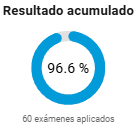 Resultado acumulado
96.6 %
60 exámenes aplicados